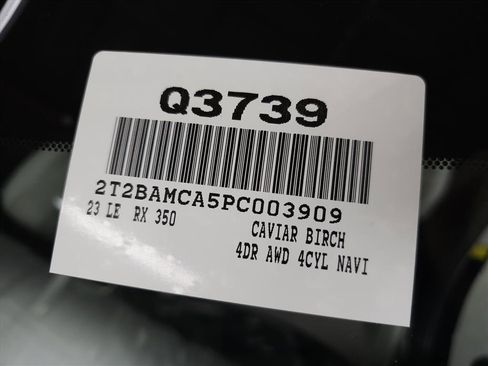 Q3739
2T2BAMCA5PC003909
23 LE RX 350
CAVIAR BIRCH
4DR AWD 4CYL NAVI